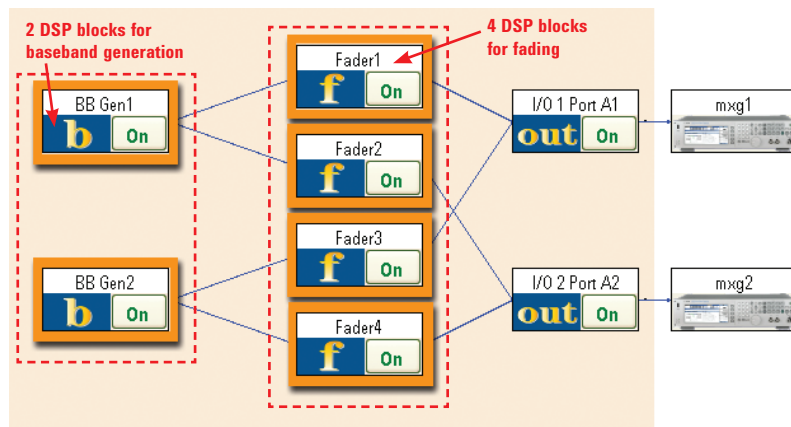 2 DSP blocks for
baseband generation
4 DSP blocks
for fading
BB Gen1
b On
BB Gen2
b On
Fader1
f On
Fader2
f On
Fader3
f On
Fader4
f On
I/O 1 Port A1
out On
I/O 2 Port A2
out On
mxg1
mxg2